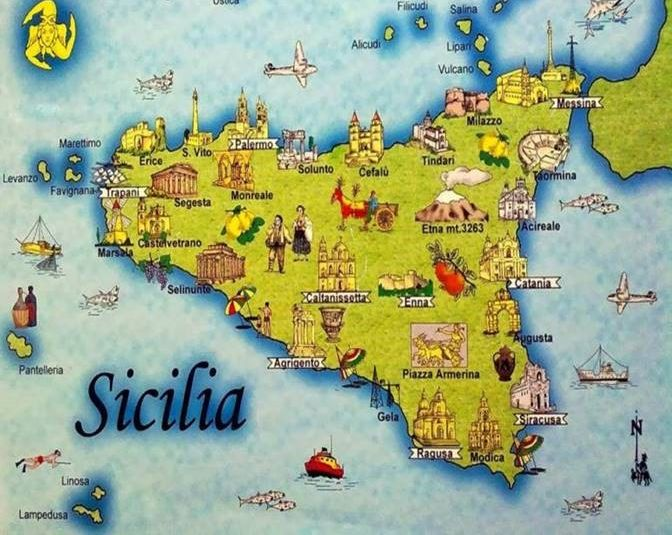 Ustica
Filicudi
Salina
Alicudi
Lipari
Vulcano
Messina
Milazzo
Marettimo
Erice
S. Vito
Palermo
Solunto
Cefalù
Tindari
Taormina
Levanzo
Favignana
Trapani
Segesta
Monreale
Etna mt.3263
Acireale
Castelvetrano
Marsala
Selinunte
Caltanissetta
Enna
Catania
Augusta
Agrigento
Piazza Armerina
Pantelleria
Sicilia
Gela
Siracusa
Ragusa
Modica
N
Linosa
Lampedusa